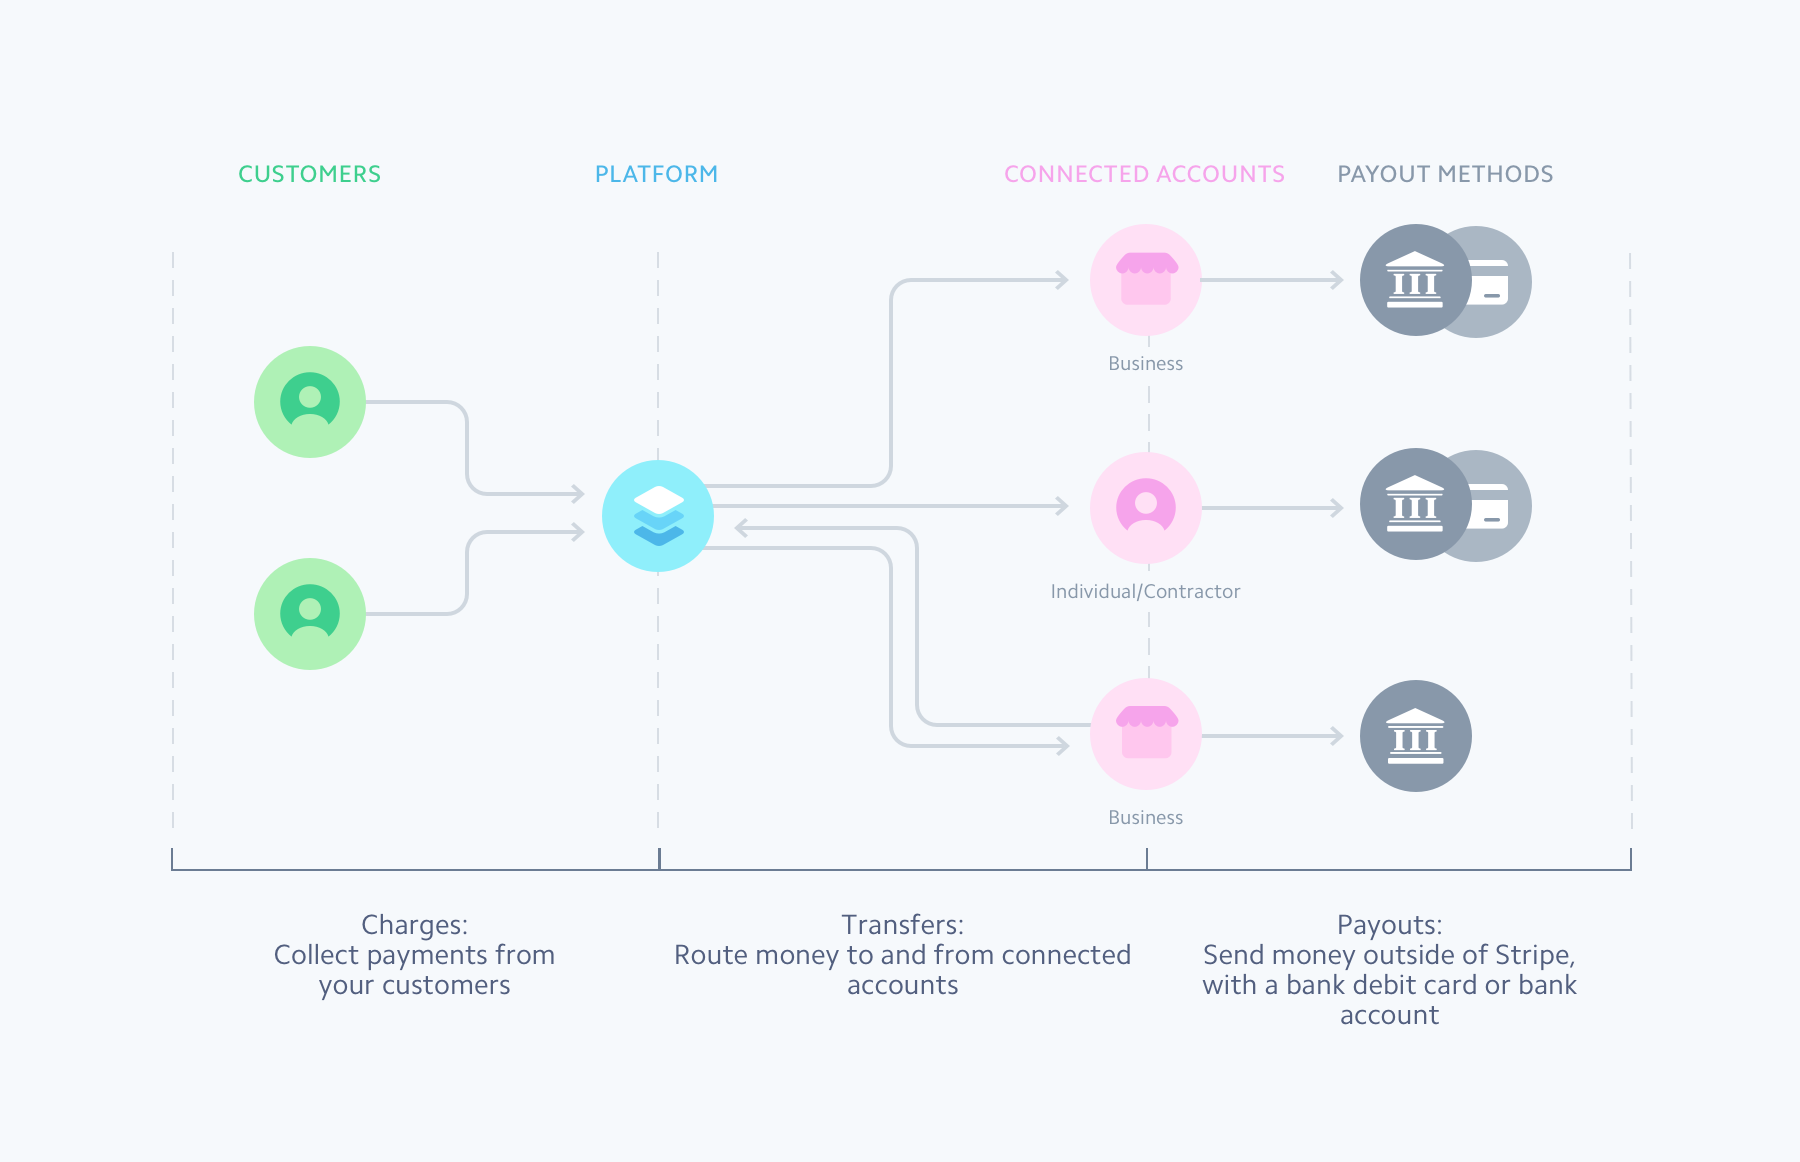 CUSTOMERS
PLATFORM
CONNECTED ACCOUNTS
PAYOUT METHODS
Business
Individual/Contractor
Business
Charges:
Collect payments from
your customers
Transfers:
Route money to and from connected
accounts
Payouts:
Send money outside of Stripe,
with a bank debit card or bank
account